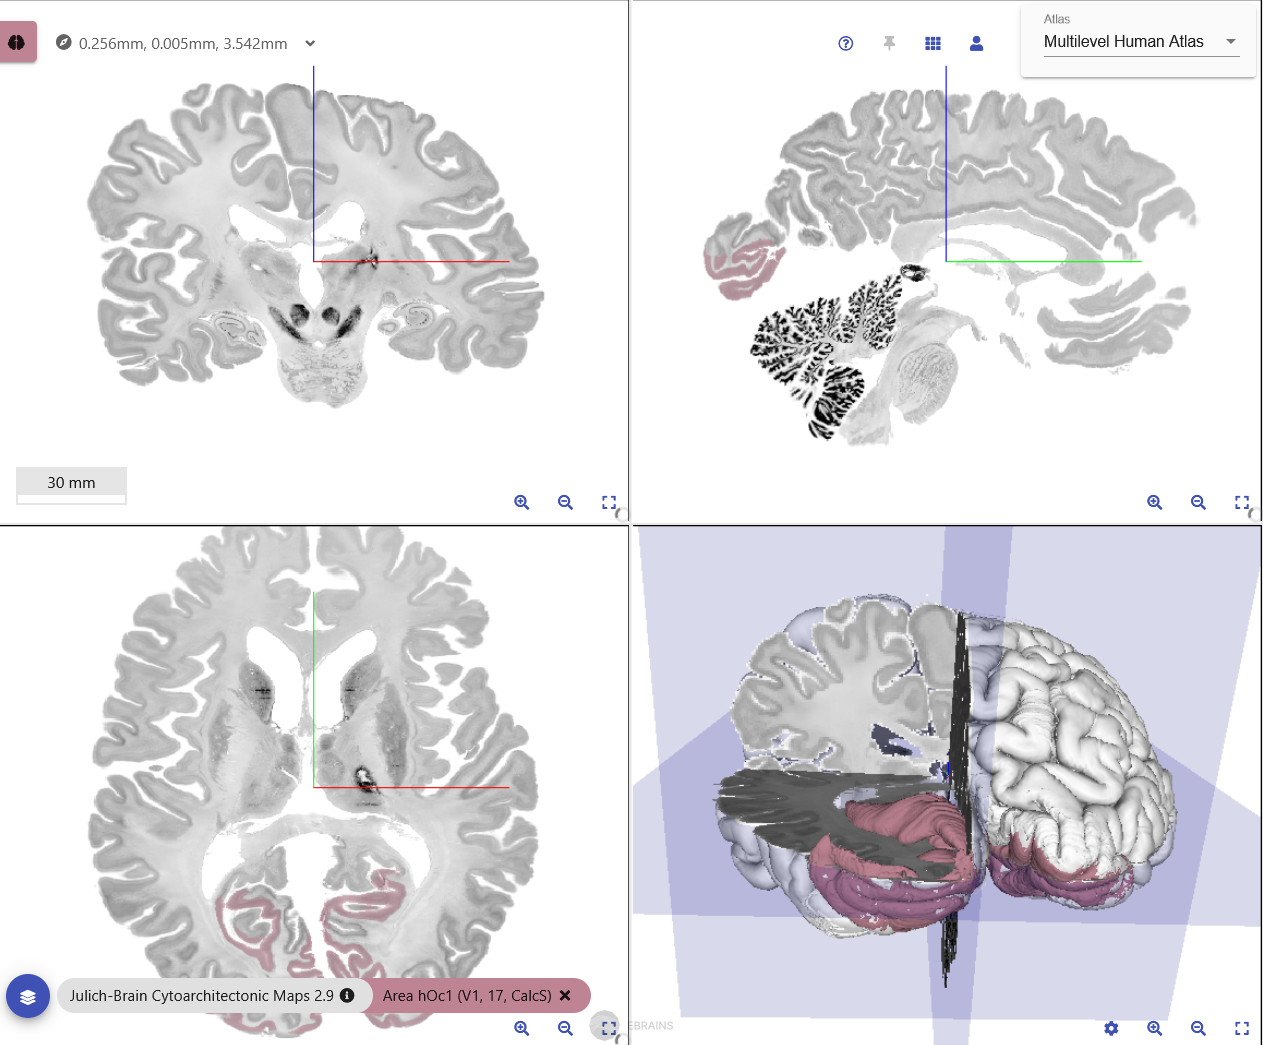 0.256mm, 0.005mm, 3.542mm
Atlas
Multilevel Human Atlas
30 mm
Julich-Brain Cytoarchitectonic Maps 2.9
Area hOc1 (V1, 17, CalcS)
EBRAINS